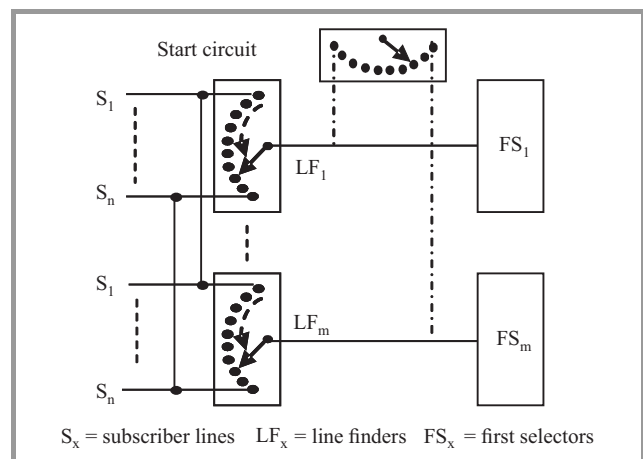 Start circuit
S₁
Sₙ
LF₁
FS₁
S₁
Sₙ
LFₘ
FSₘ
Sₓ = subscriber lines LFₓ = line finders FSₓ = first selectors